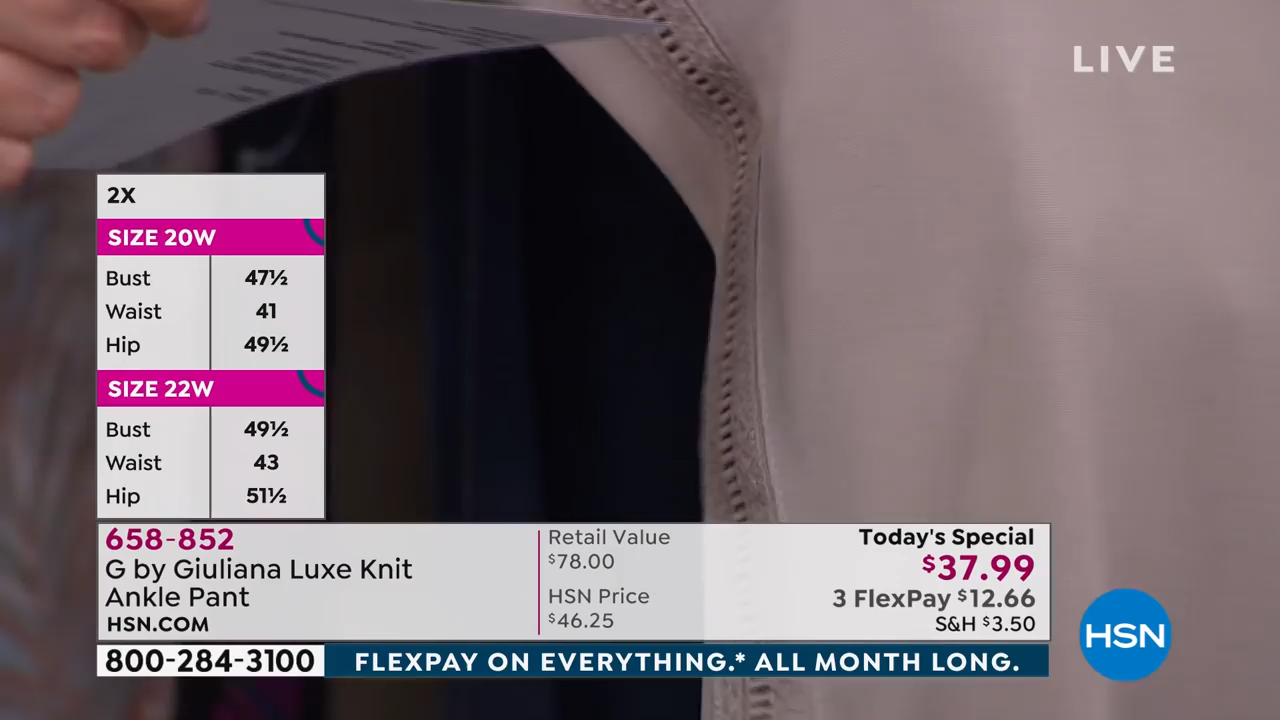 LIVE
2X
SIZE 20W
Bust 47½
Waist 41
Hip 49½
SIZE 22W
Bust 49½
Waist 43
Hip 51½
658-852
G by Giuliana Luxe Knit
Ankle Pant
HSN.COM
Retail Value
$78.00
HSN Price
$46.25
Today's Special
$37.99
3 FlexPay $12.66
S&H $3.50
HSN
800-284-3100
FLEXPAY ON EVERYTHING.* ALL MONTH LONG.